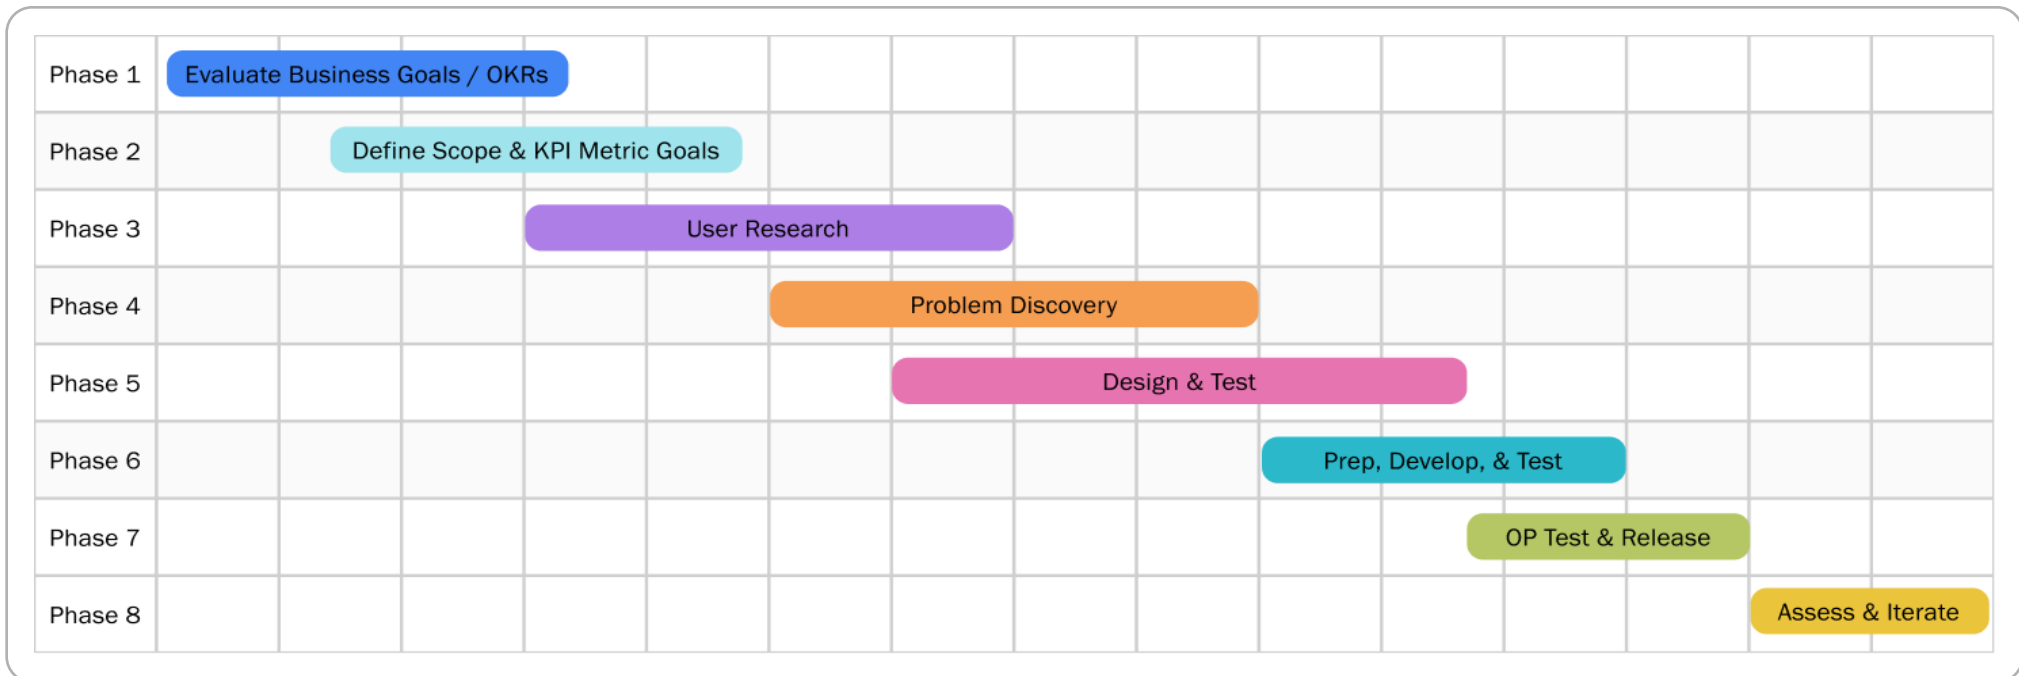 Phase 1
Evaluate Business Goals / OKRs
Phase 2
Define Scope & KPI Metric Goals
Phase 3
User Research
Phase 4
Problem Discovery
Phase 5
Design & Test
Phase 6
Prep, Develop, & Test
Phase 7
OP Test & Release
Phase 8
Assess & Iterate